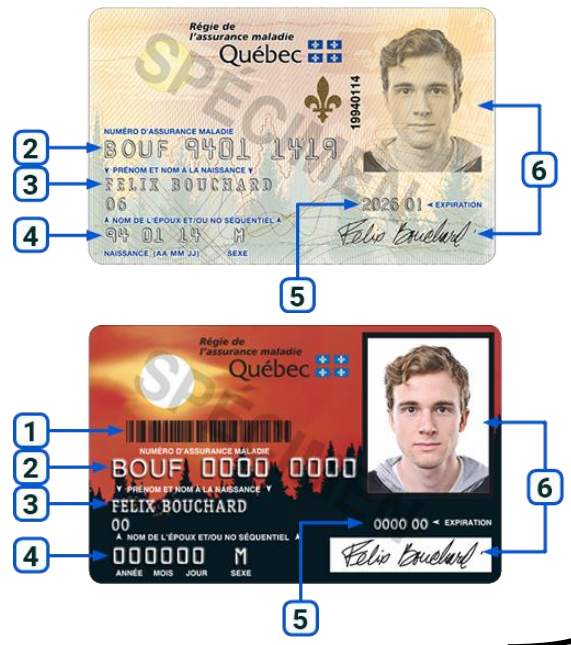 Régie de
l'assurance maladie
Québec
SPÉCIMEN
19940114
NUMÉRO D'ASSURANCE MALADIE
2 BOUF 9401 1419
PRÉNOM ET NOM À LA NAISSANCE
3 FELIX BOUCHARD
6
06
2026 01 EXPIRATION
NOM DE L'ÉPOUX ET/OU NO SÉQUENTIEL
4 94 01 14 M
Felix Bouchard
NAISSANCE (AA MM JJ) SEXE
5
Régie de
l'assurance maladie
Québec
SPÉCIMEN
1
NUMÉRO D'ASSURANCE MALADIE
2 BOUF 0000 0000
PRÉNOM ET NOM À LA NAISSANCE
6
3 FELIX BOUCHARD
00
0000 00 EXPIRATION
NOM DE L'ÉPOUX ET/OU NO SÉQUENTIEL
4 000000 M
Felix Bouchard
ANNÉE MOIS JOUR SEXE
5